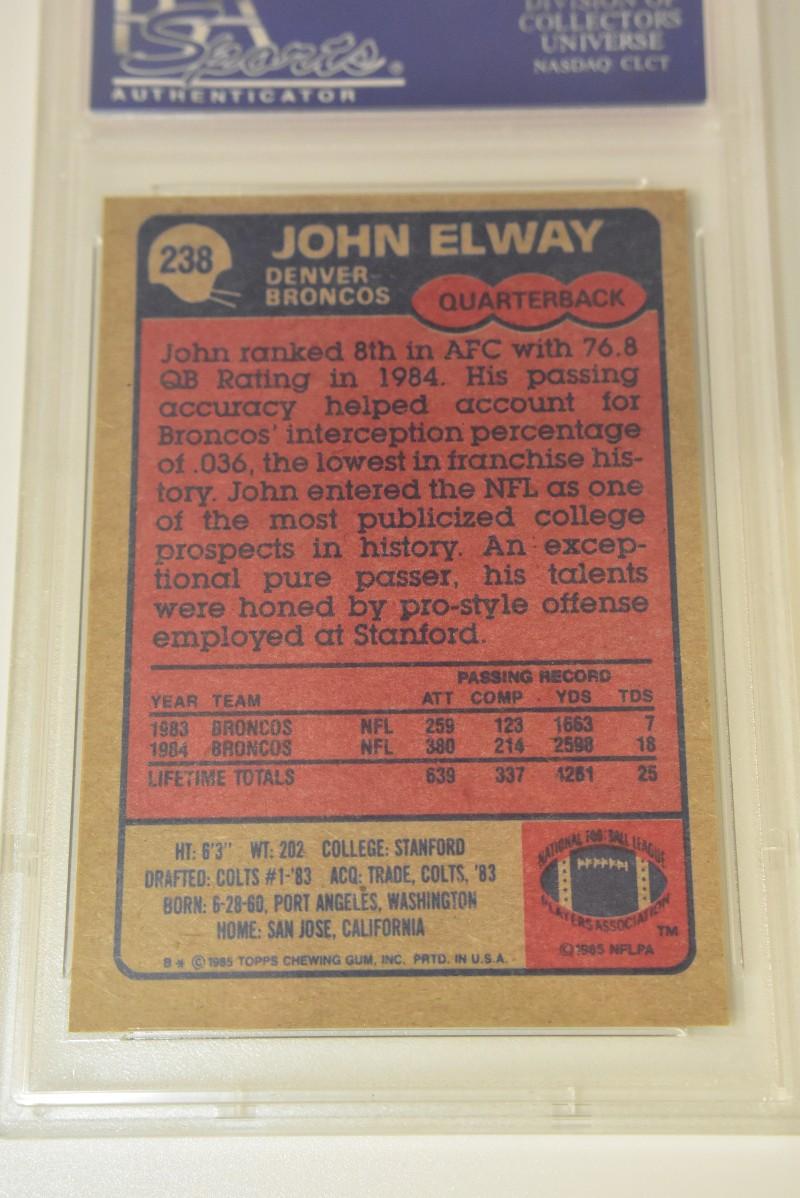 PSA
Sports®
AUTHENTICATOR
DIVISION OF
COLLECTORS
UNIVERSE
NASDAQ: CLCT
238
JOHN ELWAY
DENVER
BRONCOS
QUARTERBACK
John ranked 8th in AFC with 76.8
QB Rating in 1984. His passing
accuracy helped account for
Broncos' interception percentage
of .036, the lowest in franchise his-
tory. John entered the NFL as one
of the most publicized college
prospects in history. An excep-
tional pure passer, his talents
were honed by pro-style offense
employed at Stanford.
PASSING RECORD
YEAR TEAM ATT COMP YDS TDS
1983 BRONCOS NFL 259 123 1663 7
1984 BRONCOS NFL 380 214 2598 18
LIFETIME TOTALS 639 337 4261 25
HT: 6'3" WT: 202 COLLEGE: STANFORD
DRAFTED: COLTS #1-'83 ACQ: TRADE, COLTS, '83
BORN: 6-28-60, PORT ANGELES, WASHINGTON
HOME: SAN JOSE, CALIFORNIA
B* © 1985 TOPPS CHEWING GUM, INC. PRTD. IN U.S.A.
NATIONAL FOOTBALL LEAGUE
PLAYERS ASSOCIATION
TM
© 1985 NFLPA